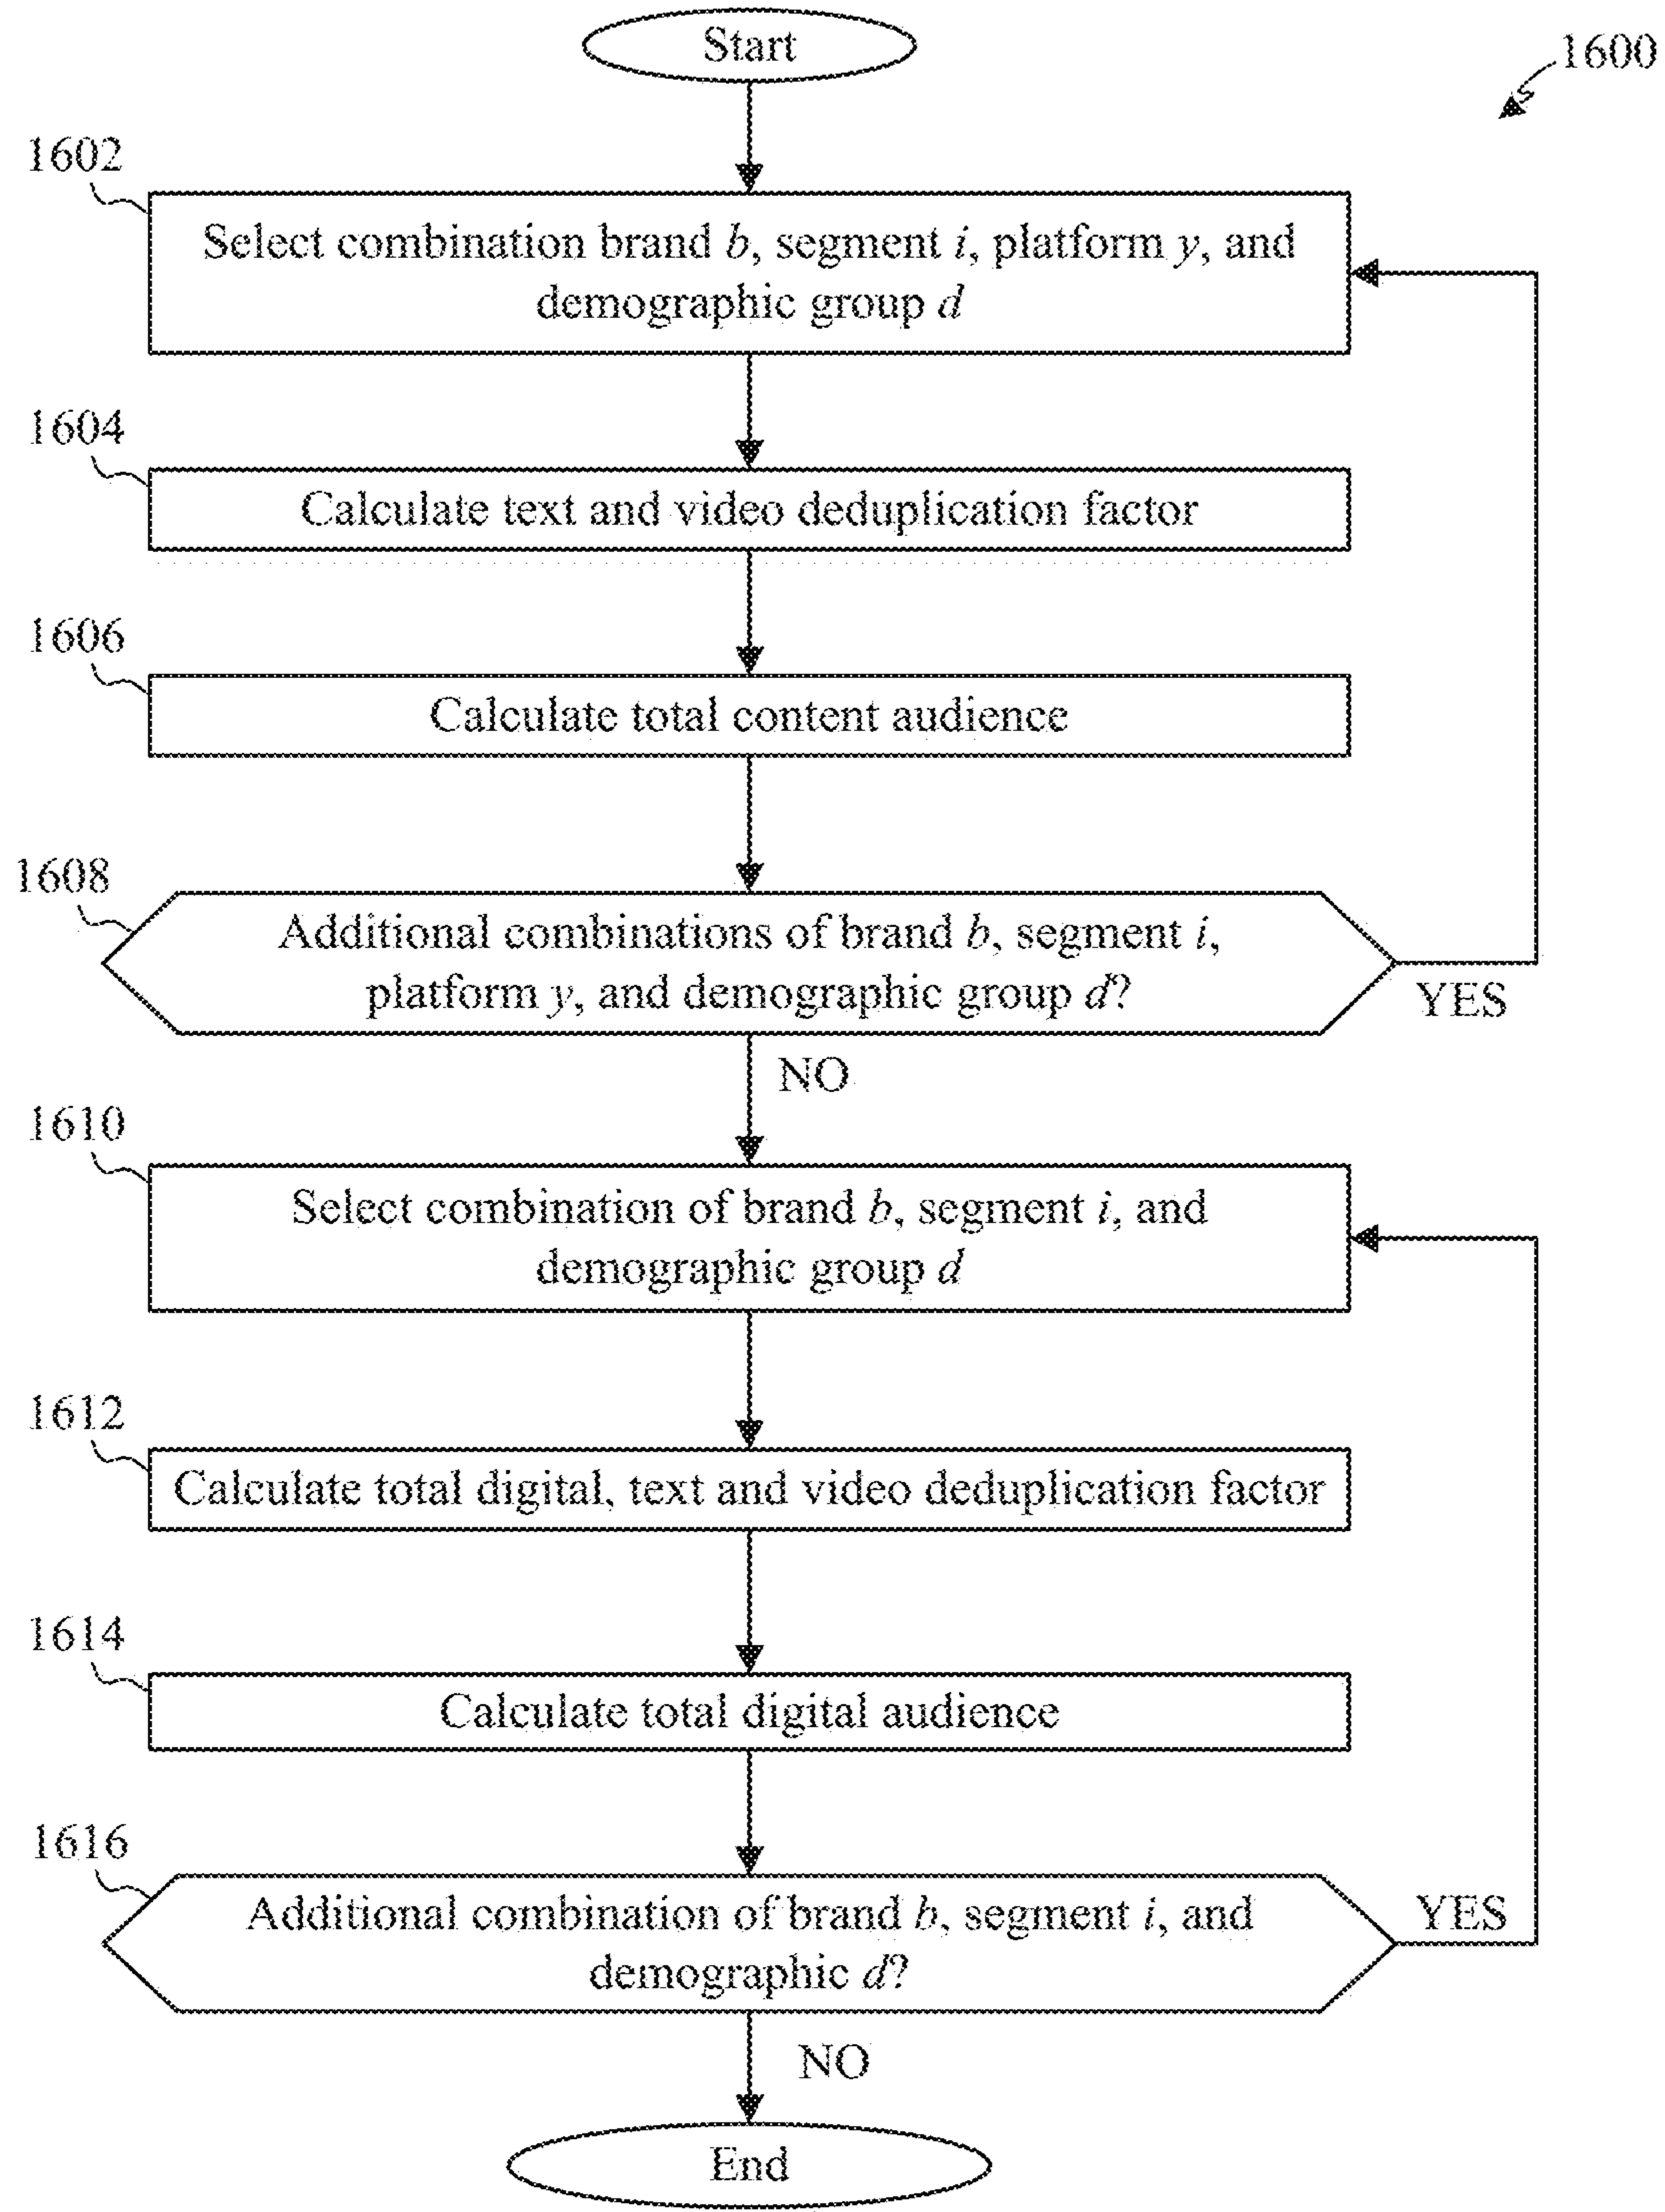 Start
1600
1602
Select combination brand b, segment i, platform y, and
demographic group d
1604
Calculate text and video deduplication factor
1606
Calculate total content audience
1608
Additional combinations of brand b, segment i,
platform y, and demographic group d?
YES
NO
1610
Select combination of brand b, segment i, and
demographic group d
1612
Calculate total digital, text and video deduplication factor
1614
Calculate total digital audience
1616
Additional combination of brand b, segment i, and
demographic d?
YES
NO
End